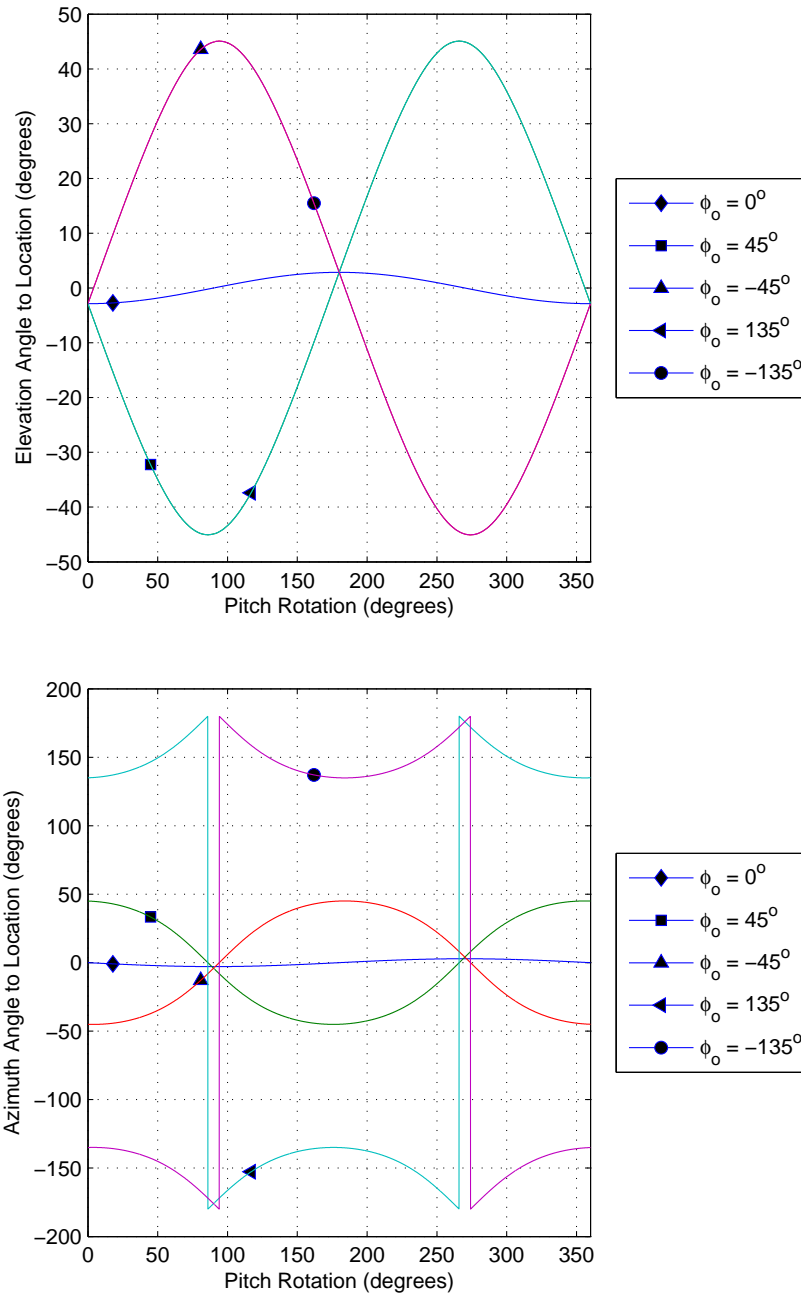 50
40
30
20
10
0
−10
−20
−30
−40
−50
Elevation Angle to Location (degrees)
0 50 100 150 200 250 300 350
Pitch Rotation (degrees)
ϕo = 0o
ϕo = 45o
ϕo = −45o
ϕo = 135o
ϕo = −135o
200
150
100
50
0
−50
−100
−150
−200
Azimuth Angle to Location (degrees)
0 50 100 150 200 250 300 350
Pitch Rotation (degrees)
ϕo = 0o
ϕo = 45o
ϕo = −45o
ϕo = 135o
ϕo = −135o